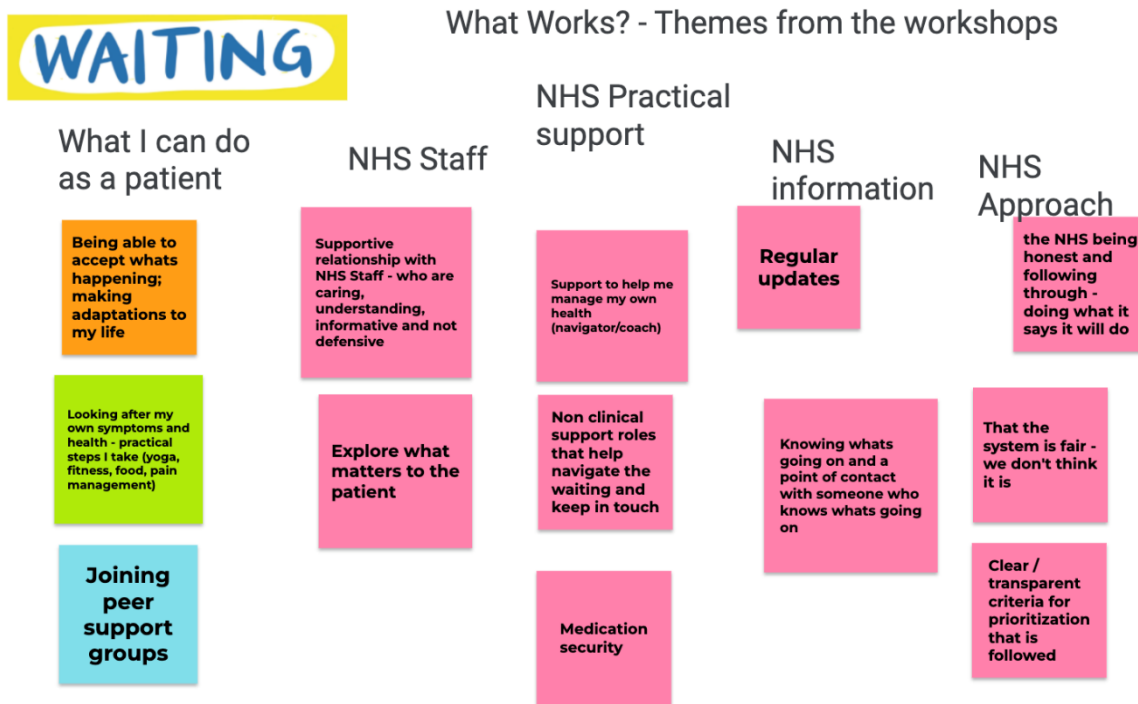 WAITING
What Works? - Themes from the workshops
What I can do
as a patient
Being able to
accept whats
happening;
making
adaptations to
my life
Looking after my
own symptoms and
health - practical
steps I take (yoga,
fitness, food, pain
management)
Joining
peer
support
groups
NHS Staff
Supportive
relationship with
NHS Staff - who are
caring,
understanding,
informative and not
defensive
Explore what
matters to the
patient
NHS Practical
support
Support to help me
manage my own
health
(navigator/coach)
Non clinical
support roles
that help
navigate the
waiting and
keep in touch
Medication
security
NHS
information
Regular
updates
Knowing whats
going on and a
point of contact
with someone who
knows whats going
on
NHS
Approach
the NHS being
honest and
following
through -
doing what it
says it will do
That the
system is fair -
we don't think
it is
Clear /
transparent
criteria for
prioritization
that is
followed